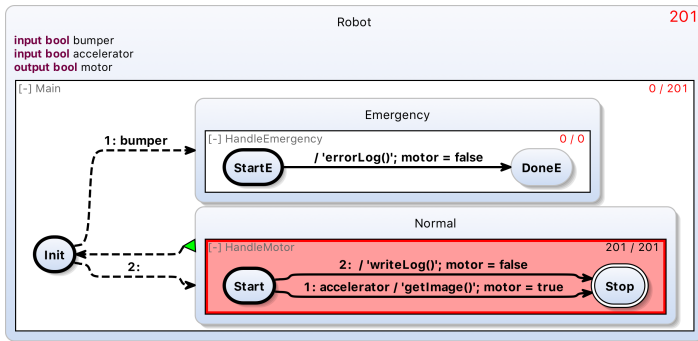 Robot
201
input bool bumper
input bool accelerator
output bool motor
[-] Main
0 / 201
Emergency
[-] HandleEmergency
0 / 0
1: bumper
StartE
/ 'errorLog()'; motor = false
DoneE
Normal
[-] HandleMotor
201 / 201
Init
2:
2: / 'writeLog()'; motor = false
Start
1: accelerator / 'getImage()'; motor = true
Stop